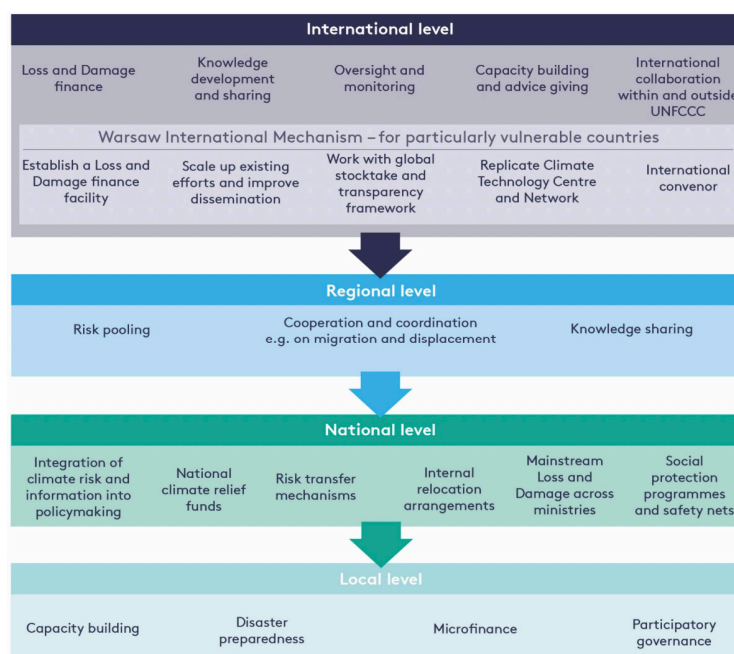 International level
Loss and Damage
finance
Knowledge
development
and sharing
Oversight and
monitoring
Capacity building
and advice giving
International
collaboration
within and outside
UNFCCC
Warsaw International Mechanism – for particularly vulnerable countries
Establish a Loss and
Damage finance
facility
Scale up existing
efforts and improve
dissemination
Work with global
stocktake and
transparency
framework
Replicate Climate
Technology Centre
and Network
International
convenor
Regional level
Risk pooling
Cooperation and coordination
e.g. on migration and displacement
Knowledge sharing
National level
Integration of
climate risk and
information into
policymaking
National
climate relief
funds
Risk transfer
mechanisms
Internal
relocation
arrangements
Mainstream
Loss and
Damage across
ministries
Social
protection
programmes
and safety nets
Local level
Capacity building
Disaster
preparedness
Microfinance
Participatory
governance